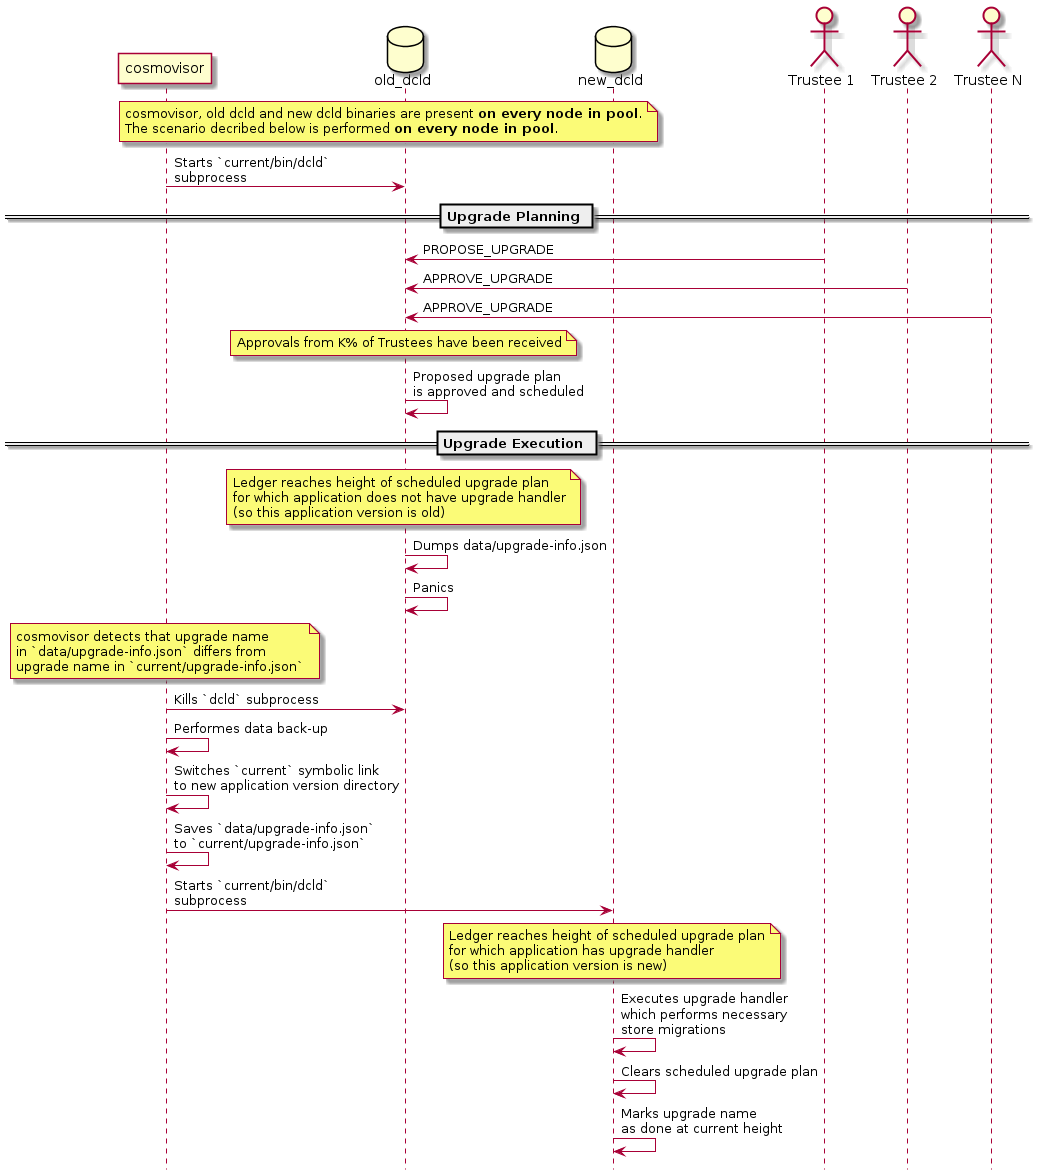 cosmovisor
old_dcld
new_dcld
Trustee 1
Trustee 2
Trustee N
cosmovisor, old dcld and new dcld binaries are present on every node in pool.
The scenario decribed below is performed on every node in pool.
Starts `current/bin/dcld`
subprocess
Upgrade Planning
PROPOSE_UPGRADE
APPROVE_UPGRADE
APPROVE_UPGRADE
Approvals from K% of Trustees have been received
Proposed upgrade plan
is approved and scheduled
Upgrade Execution
Ledger reaches height of scheduled upgrade plan
for which application does not have upgrade handler
(so this application version is old)
Dumps data/upgrade-info.json
Panics
cosmovisor detects that upgrade name
in `data/upgrade-info.json` differs from
upgrade name in `current/upgrade-info.json`
Kills `dcld` subprocess
Performes data back-up
Switches `current` symbolic link
to new application version directory
Saves `data/upgrade-info.json`
to `current/upgrade-info.json`
Starts `current/bin/dcld`
subprocess
Ledger reaches height of scheduled upgrade plan
for which application has upgrade handler
(so this application version is new)
Executes upgrade handler
which performs necessary
store migrations
Clears scheduled upgrade plan
Marks upgrade name
as done at current height